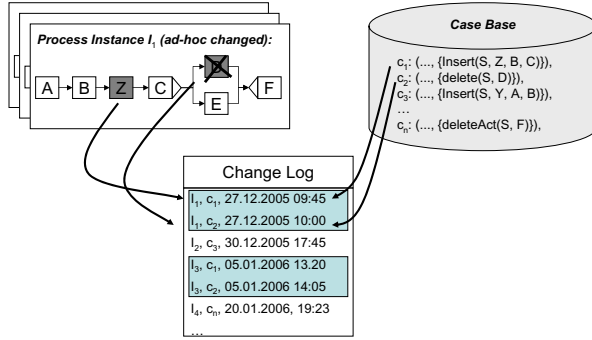 Process Instance I1 (ad-hoc changed):
A B Z C D E F
Case Base
c1: (..., {Insert(S, Z, B, C)}),
c2: (..., {delete(S, D)}),
c3: (..., {Insert(S, Y, A, B)}),
...
cn: (..., {deleteAct(S, F)}),
Change Log
I1, c1, 27.12.2005 09:45
I1, c2, 27.12.2005 10:00
I2, c3, 30.12.2005 17:45
I3, c1, 05.01.2006 13.20
I3, c2, 05.01.2006 14:05
I4, cn, 20.01.2006, 19:23
...